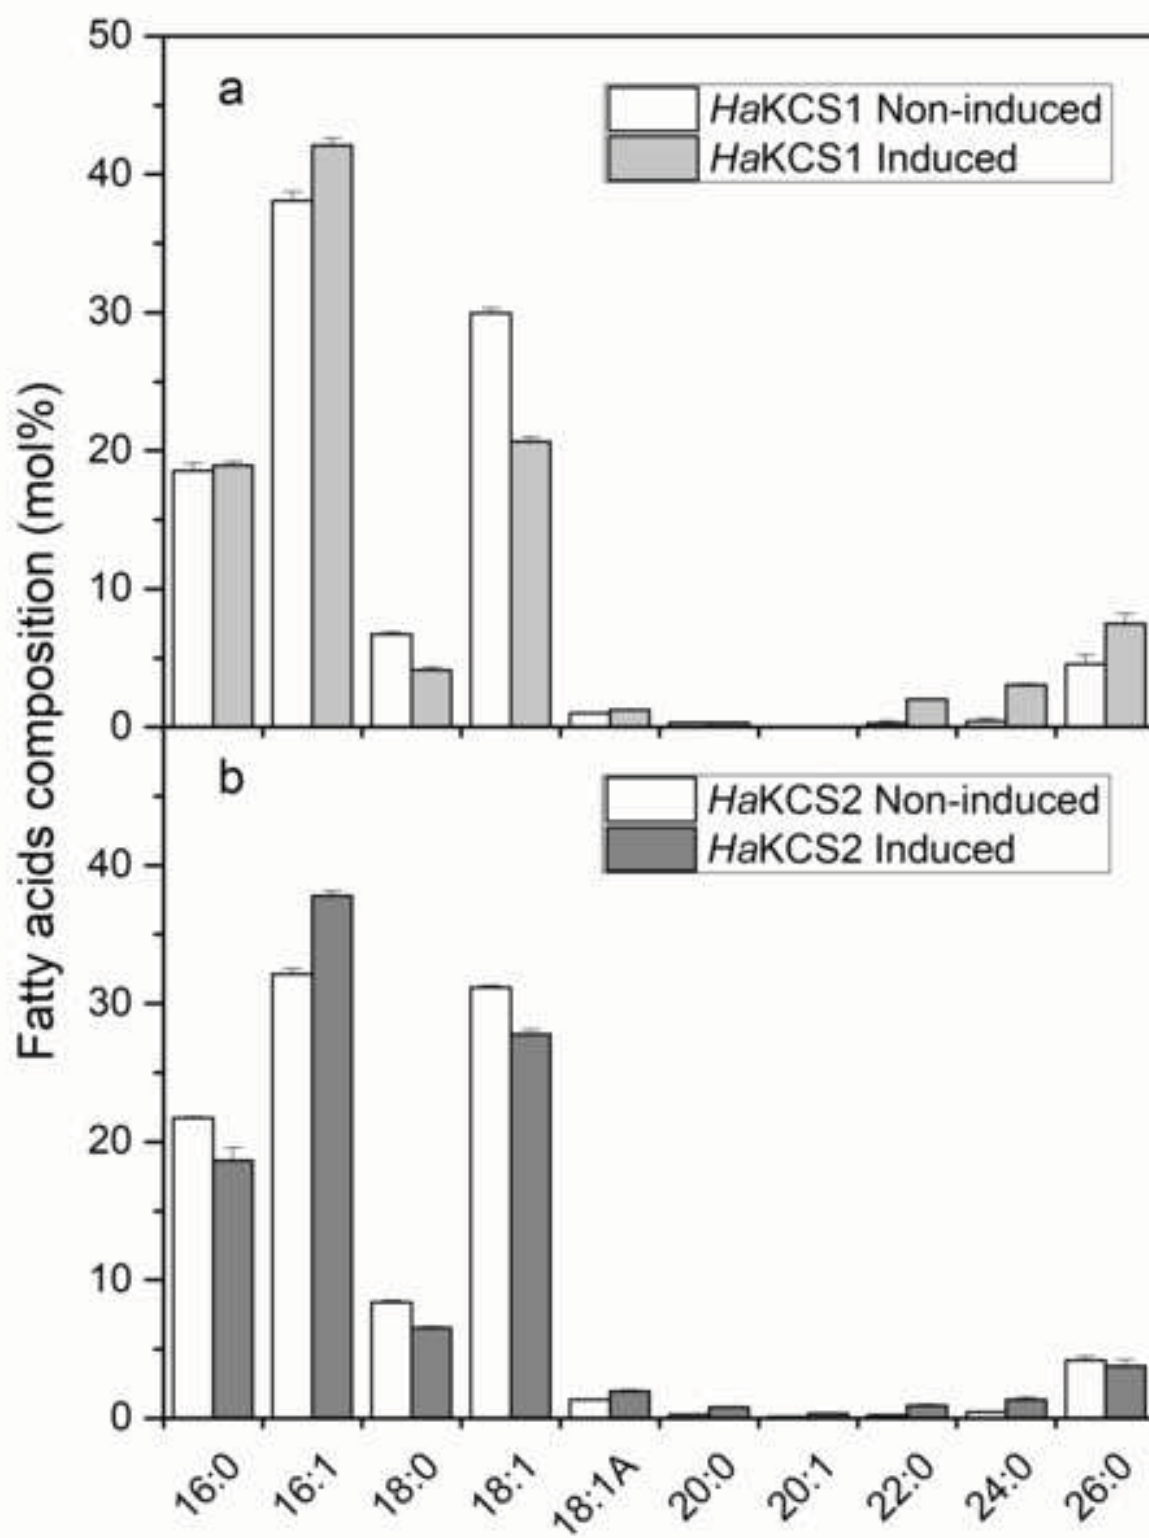 Fatty acids composition (mol%)
50
40
30
20
10
0
a
HaKCS1 Non-induced
HaKCS1 Induced
40
30
20
10
0
b
HaKCS2 Non-induced
HaKCS2 Induced
16:0
16:1
18:0
18:1
18:1A
20:0
20:1
22:0
24:0
26:0